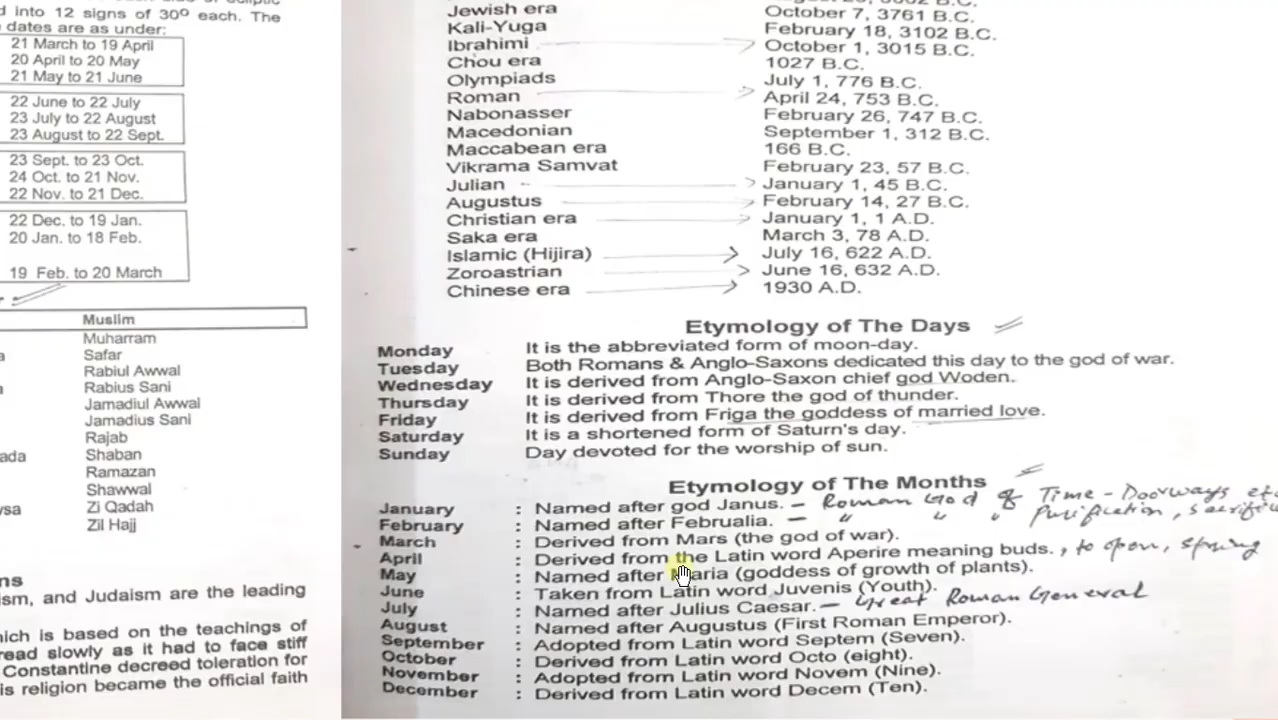 d into 12 signs of 30º each. The
dates are as under:
21 March to 19 April
20 April to 20 May
21 May to 21 June
22 June to 22 July
23 July to 22 August
23 August to 22 Sept.
23 Sept. to 23 Oct.
24 Oct. to 21 Nov.
22 Nov. to 21 Dec.
22 Dec. to 19 Jan.
20 Jan. to 18 Feb.
19 Feb. to 20 March
Muslim
Muharram
Safar
Rabiul Awwal
Rabius Sani
Jamadiul Awwal
Jamadius Sani
Rajab
ada Shaban
Ramazan
Shawwal
ysa Zi Qadah
Zil Hajj
ns
ism, and Judaism are the leading
hich is based on the teachings of
read slowly as it had to face stiff
Constantine decreed toleration for
is religion became the official faith
Jewish era October 7, 3761 B.C.
Kali-Yuga February 18, 3102 B.C.
Ibrahimi October 1, 3015 B.C.
Chou era 1027 B.C.
Olympiads July 1, 776 B.C.
Roman April 24, 753 B.C.
Nabonasser February 26, 747 B.C.
Macedonian September 1, 312 B.C.
Maccabean era 166 B.C.
Vikrama Samvat February 23, 57 B.C.
Julian January 1, 45 B.C.
Augustus February 14, 27 B.C.
Christian era January 1, 1 A.D.
Saka era March 3, 78 A.D.
Islamic (Hijira) July 16, 622 A.D.
Zoroastrian June 16, 632 A.D.
Chinese era 1930 A.D.
Etymology of The Days
Monday It is the abbreviated form of moon-day.
Tuesday Both Romans & Anglo-Saxons dedicated this day to the god of war.
Wednesday It is derived from Anglo-Saxon chief god Woden.
Thursday It is derived from Thore the god of thunder.
Friday It is derived from Friga the goddess of married love.
Saturday It is a shortened form of Saturn's day.
Sunday Day devoted for the worship of sun.
Etymology of The Months
January : Named after god Janus. – Roman God of Time - Doorways etc
February : Named after Februalia. – " " " Purification,
March : Derived from Mars (the god of war).
April : Derived from the Latin word Aperire meaning buds., to open, spring
May : Named after Maria (goddess of growth of plants).
June : Taken from Latin word Juvenis (Youth).
July : Named after Julius Caesar. – Great Roman General
August : Named after Augustus (First Roman Emperor).
September : Adopted from Latin word Septem (Seven).
October : Derived from Latin word Octo (eight).
November : Adopted from Latin word Novem (Nine).
December : Derived from Latin word Decem (Ten).